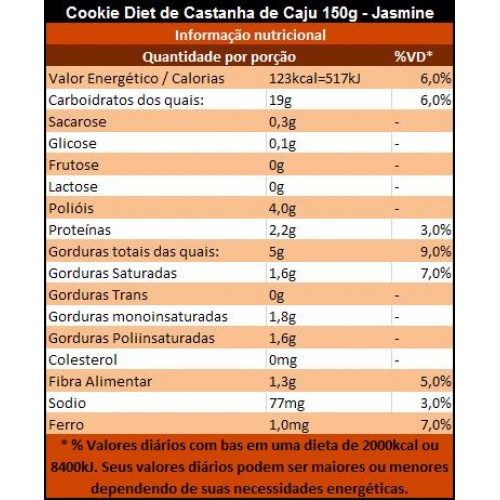 Cookie Diet de Castanha de Caju 150g - Jasmine
Informação nutricional
Quantidade por porção %VD*
Valor Energético / Calorias 123kcal=517kJ 6,0%
Carboidratos dos quais: 19g 6,0%
Sacarose 0,3g -
Glicose 0,1g -
Frutose 0g -
Lactose 0g -
Polióis 4,0g -
Proteínas 2,2g 3,0%
Gorduras totais das quais: 5g 9,0%
Gorduras Saturadas 1,6g 7,0%
Gorduras Trans 0g -
Gorduras monoinsaturadas 1,8g -
Gorduras Poliinsaturadas 1,6g -
Colesterol 0mg -
Fibra Alimentar 1,3g 5,0%
Sodio 77mg 3,0%
Ferro 1,0mg 7,0%
* % Valores diários com bas em uma dieta de 2000kcal ou
8400kJ. Seus valores diários podem ser maiores ou menores
dependendo de suas necessidades energéticas.